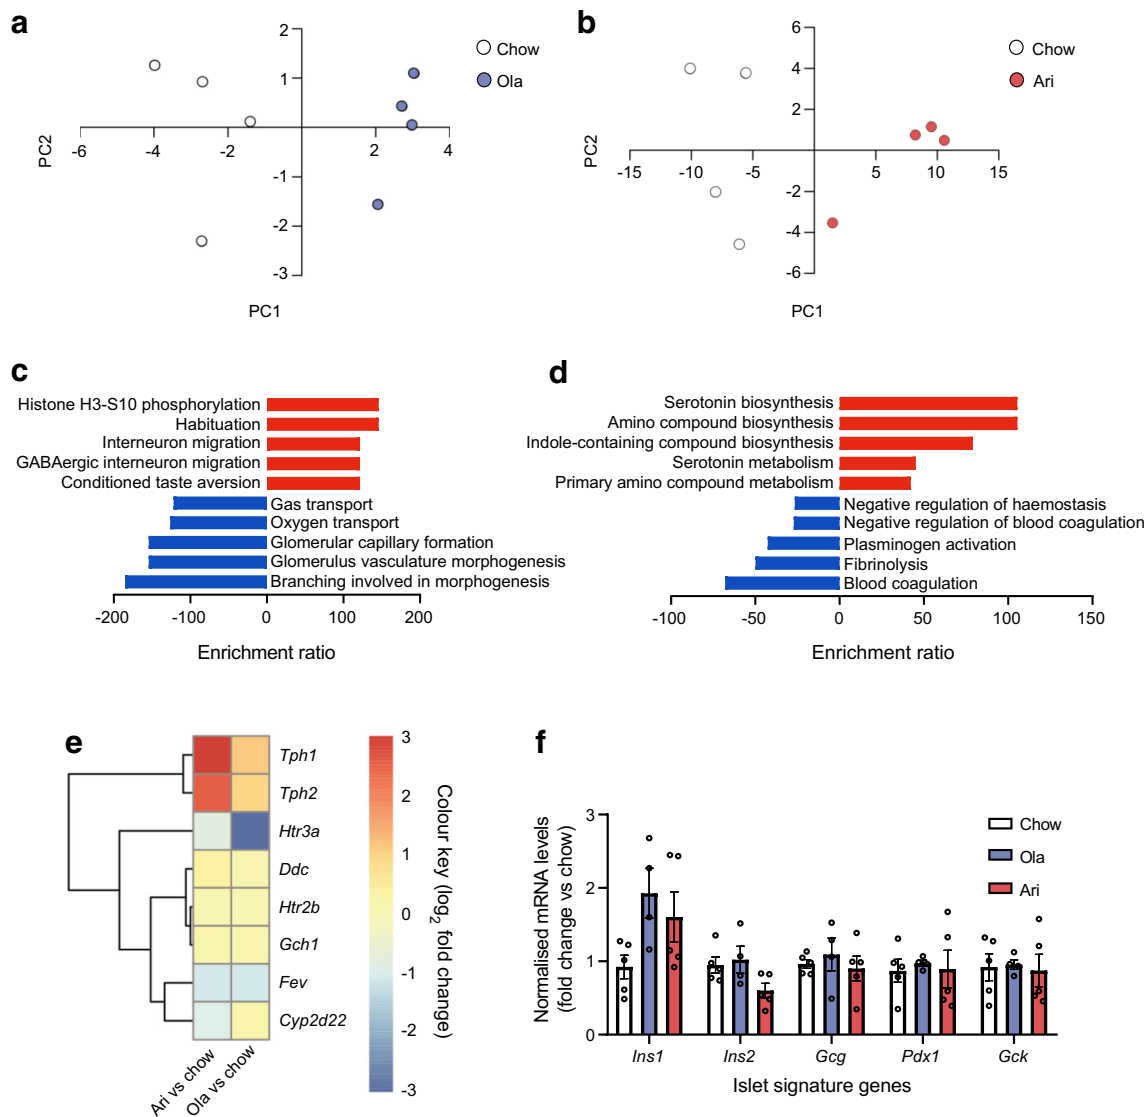 a
2
1
-1
-2
-3
-6
-4
-2
2
4
PC2
PC1
Chow
Ola
b
6
4
2
-2
-4
-6
-15
-10
-5
5
10
15
PC2
PC1
Chow
Ari
c
Histone H3-S10 phosphorylation
Habituation
Interneuron migration
GABAergic interneuron migration
Conditioned taste aversion
Gas transport
Oxygen transport
Glomerular capillary formation
Glomerulus vasculature morphogenesis
Branching involved in morphogenesis
-200
-100
0
100
200
Enrichment ratio
d
Serotonin biosynthesis
Amino compound biosynthesis
Indole-containing compound biosynthesis
Serotonin metabolism
Primary amino compound metabolism
Negative regulation of haemostasis
Negative regulation of blood coagulation
Plasminogen activation
Fibrinolysis
Blood coagulation
-100
-50
0
50
100
150
Enrichment ratio
e
Tph1
Tph2
Htr3a
Ddc
Htr2b
Gch1
Fev
Cyp2d22
Ari vs chow
Ola vs chow
3
2
1
0
-1
-2
-3
Colour key (log2 fold change)
f
Normalised mRNA levels
(fold change vs chow)
3
2
1
0
Chow
Ola
Ari
Ins1
Ins2
Gcg
Pdx1
Gck
Islet signature genes